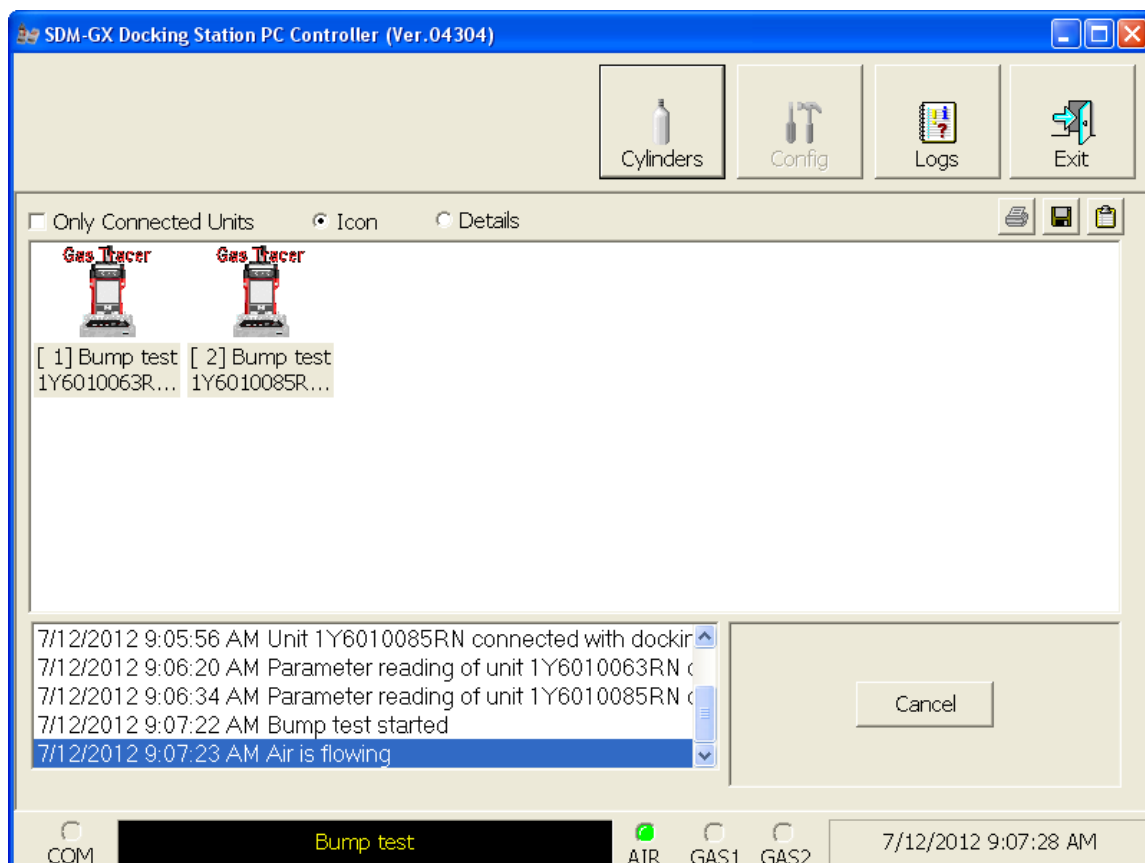 SDM-GX Docking Station PC Controller (Ver.04304)
Cylinders
Config
Logs
Exit
Only Connected Units
Icon
Details
Gas Tracer
Gas Tracer
[ 1] Bump test
1Y6010063R...
[ 2] Bump test
1Y6010085R...
7/12/2012 9:05:56 AM Unit 1Y6010085RN connected with dockin
7/12/2012 9:06:20 AM Parameter reading of unit 1Y6010063RN
7/12/2012 9:06:34 AM Parameter reading of unit 1Y6010085RN
7/12/2012 9:07:22 AM Bump test started
7/12/2012 9:07:23 AM Air is flowing
Cancel
COM
Bump test
AIR
GAS1
GAS2
7/12/2012 9:07:28 AM